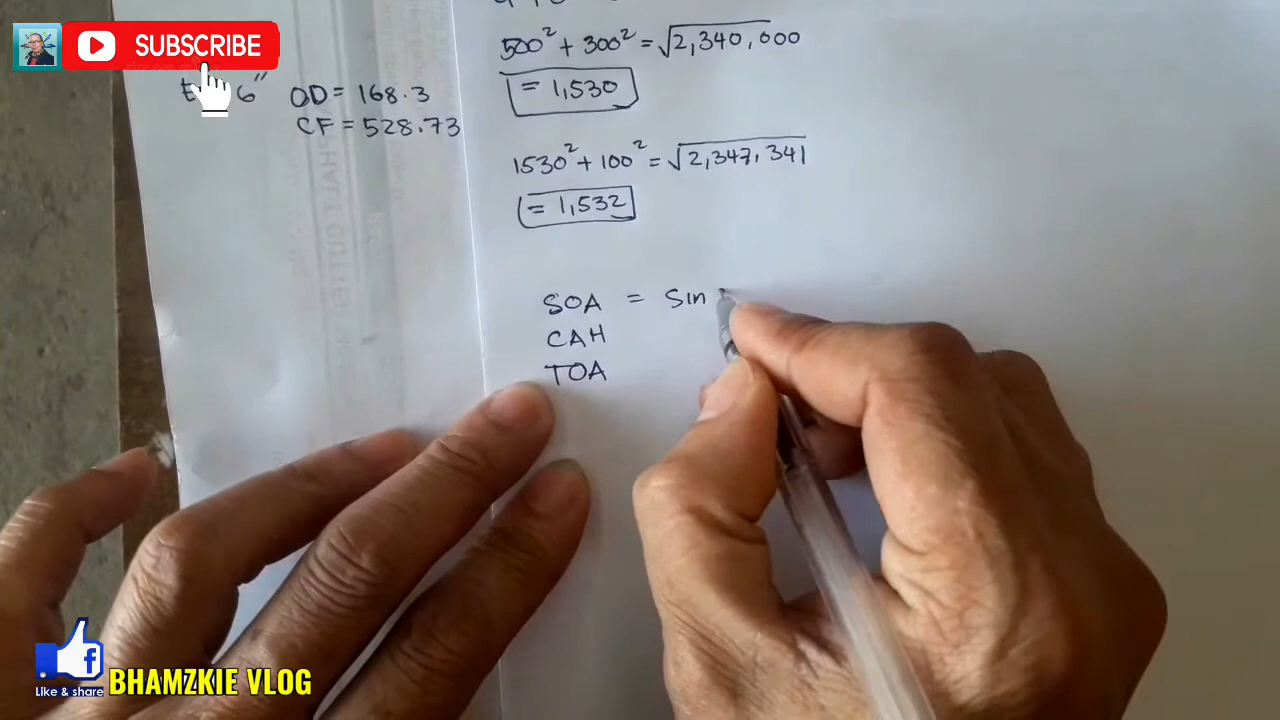 SUBSCRIBE
500² + 300² = √2,340,000
= 1,530
6" OD = 168.3
CF = 528.73
1530² + 100² = √2,347,341
= 1,532
SOA = Sin
CAH
TOA
Like & share
BHAMZKIE VLOG